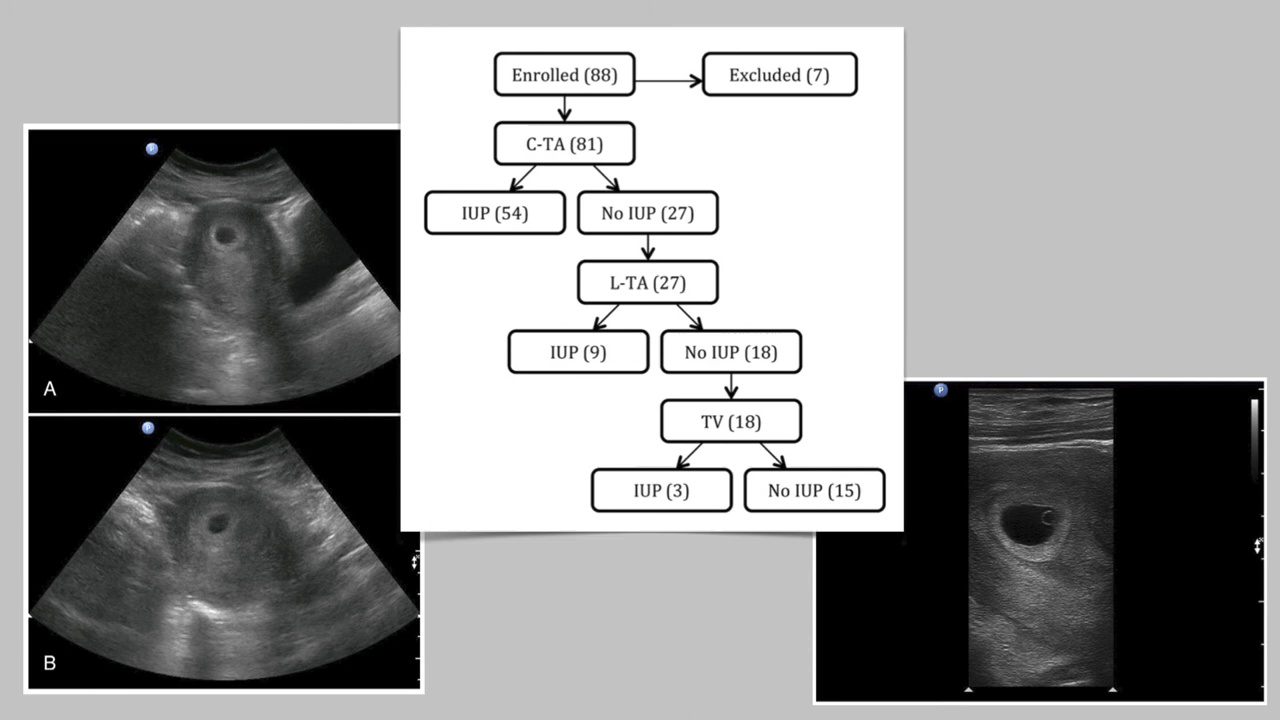 Enrolled (88)
Excluded (7)
C-TA (81)
IUP (54)
No IUP (27)
L-TA (27)
IUP (9)
No IUP (18)
TV (18)
IUP (3)
No IUP (15)
P
A
P
B
P